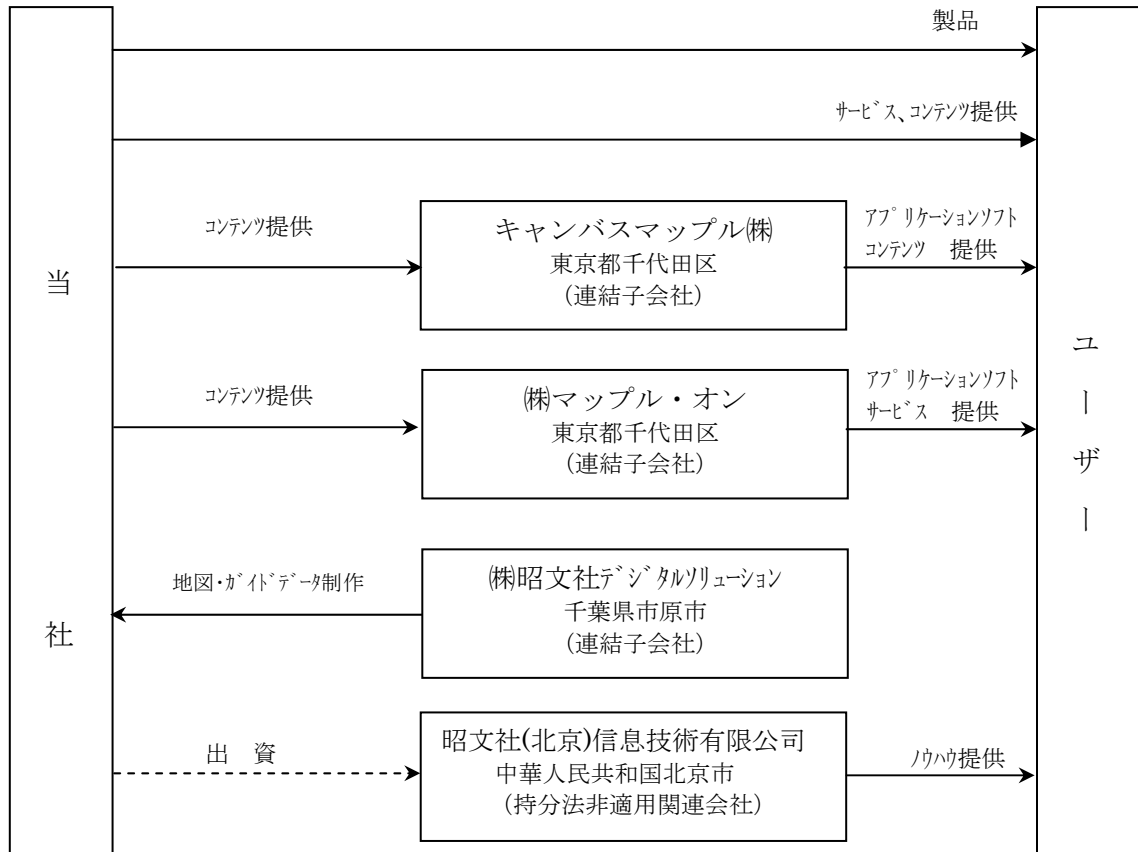 製品
ｻｰﾋﾞｽ､ｺﾝﾃﾝﾂ提供
ｺﾝﾃﾝﾂ提供
キャンバスマップル㈱
東京都千代田区
(連結子会社)
ｱﾌﾟﾘｹｰｼｮﾝｿﾌﾄ
ｺﾝﾃﾝﾂ 提供
当社
ユーザー
ｺﾝﾃﾝﾂ提供
㈱マップル・オン
東京都千代田区
(連結子会社)
ｱﾌﾟﾘｹｰｼｮﾝｿﾌﾄ
ｻｰﾋﾞｽ 提供
地図･ｶﾞｲﾄﾞﾃﾞｰﾀ制作
㈱昭文社ﾃﾞｼﾞﾀﾙｿﾘｭｰｼｮﾝ
千葉県市原市
(連結子会社)
出 資
昭文社(北京)信息技術有限公司
中華人民共和国北京市
(持分法非適用関連会社)
ﾉｳﾊｳ提供